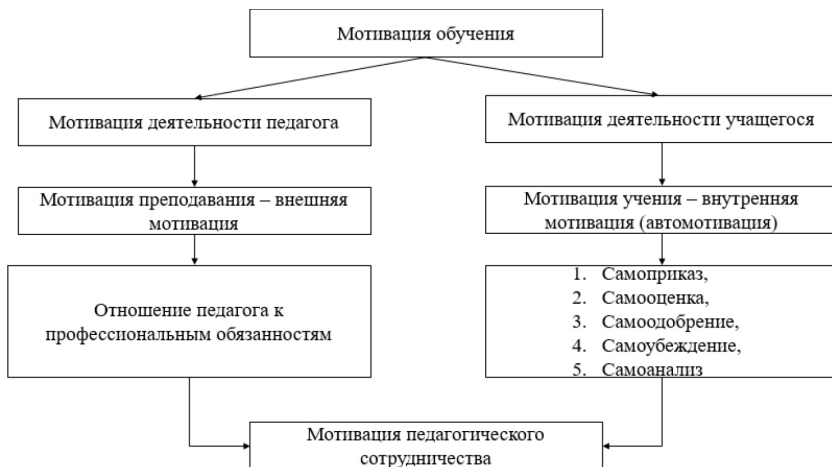 Мотивация обучения
Мотивация деятельности педагога
Мотивация деятельности учащегося
Мотивация преподавания – внешняя
мотивация
Мотивация учения – внутренняя
мотивация (автомотивация)
Отношение педагога к
профессиональным обязанностям
1. Самоприказ,
2. Самооценка,
3. Самоодобрение,
4. Самоубеждение,
5. Самоанализ
Мотивация педагогического
сотрудничества